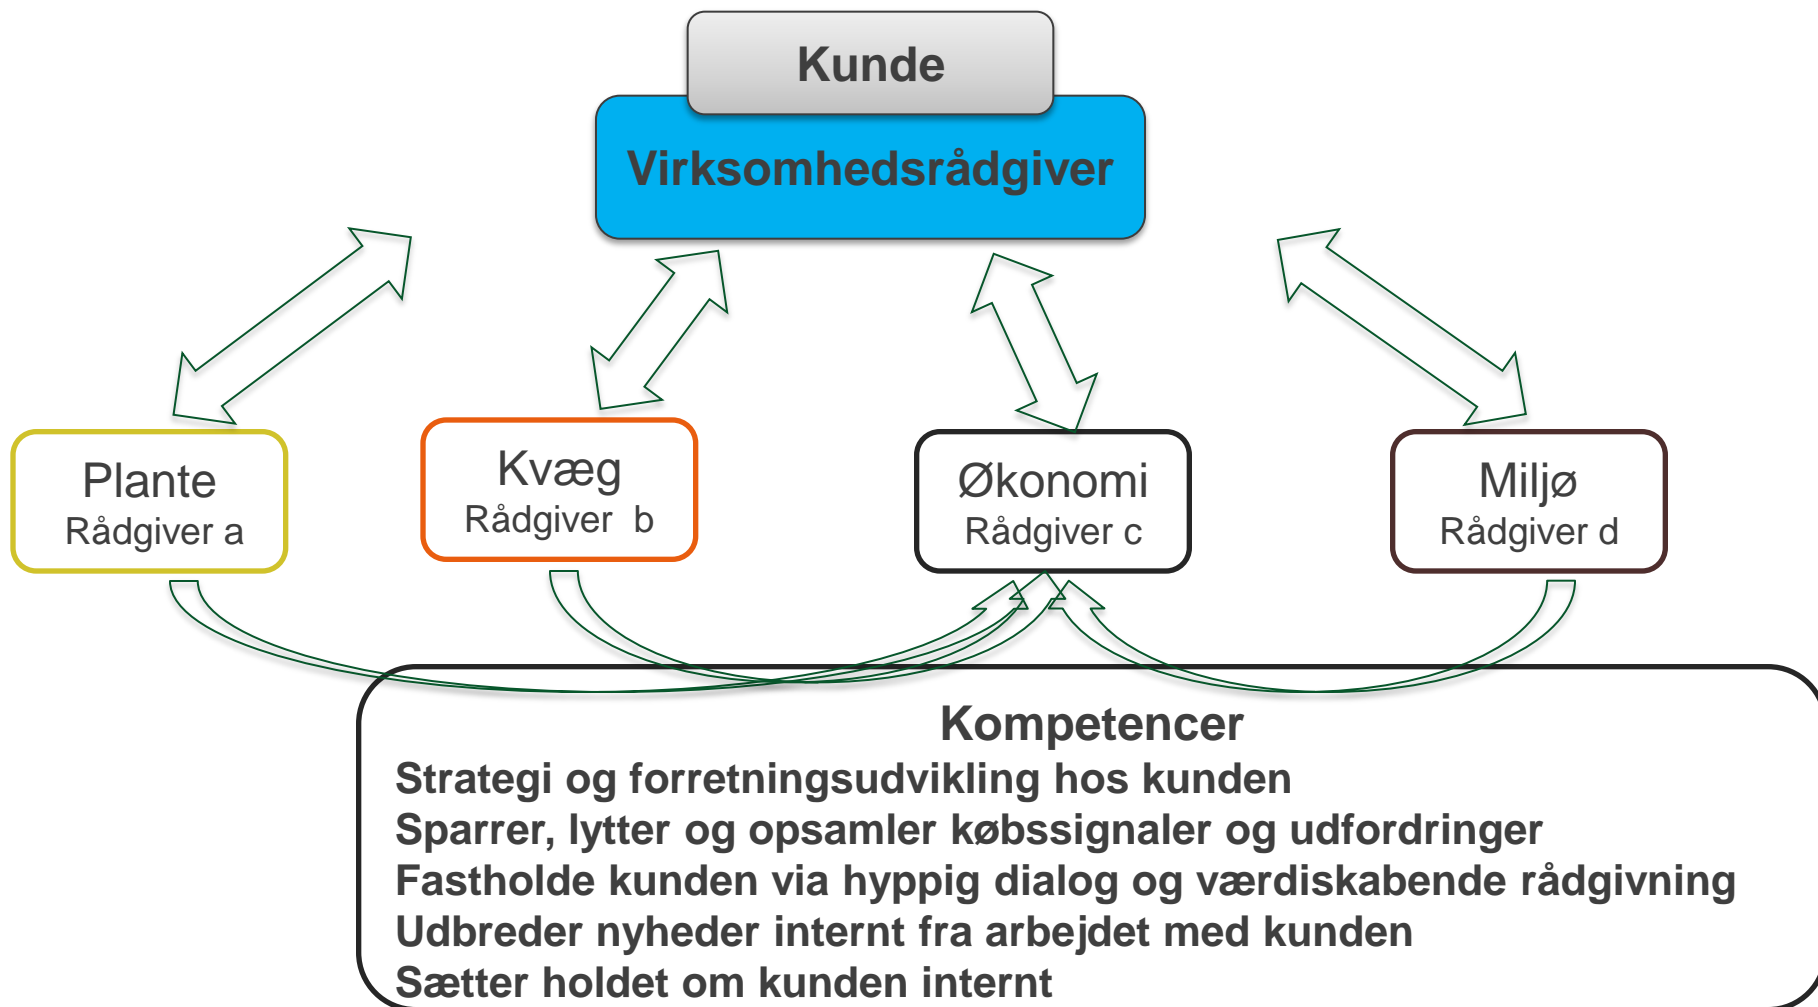 Kunde
Virksomhedsrådgiver
Plante
Rådgiver a
Kvæg
Rådgiver b
Økonomi
Rådgiver c
Miljø
Rådgiver d
Kompetencer
Strategi og forretningsudvikling hos kunden
Sparrer, lytter og opsamler købssignaler og udfordringer
Fastholde kunden via hyppig dialog og værdiskabende rådgivning
Udbreder nyheder internt fra arbejdet med kunden
Sætter holdet om kunden internt